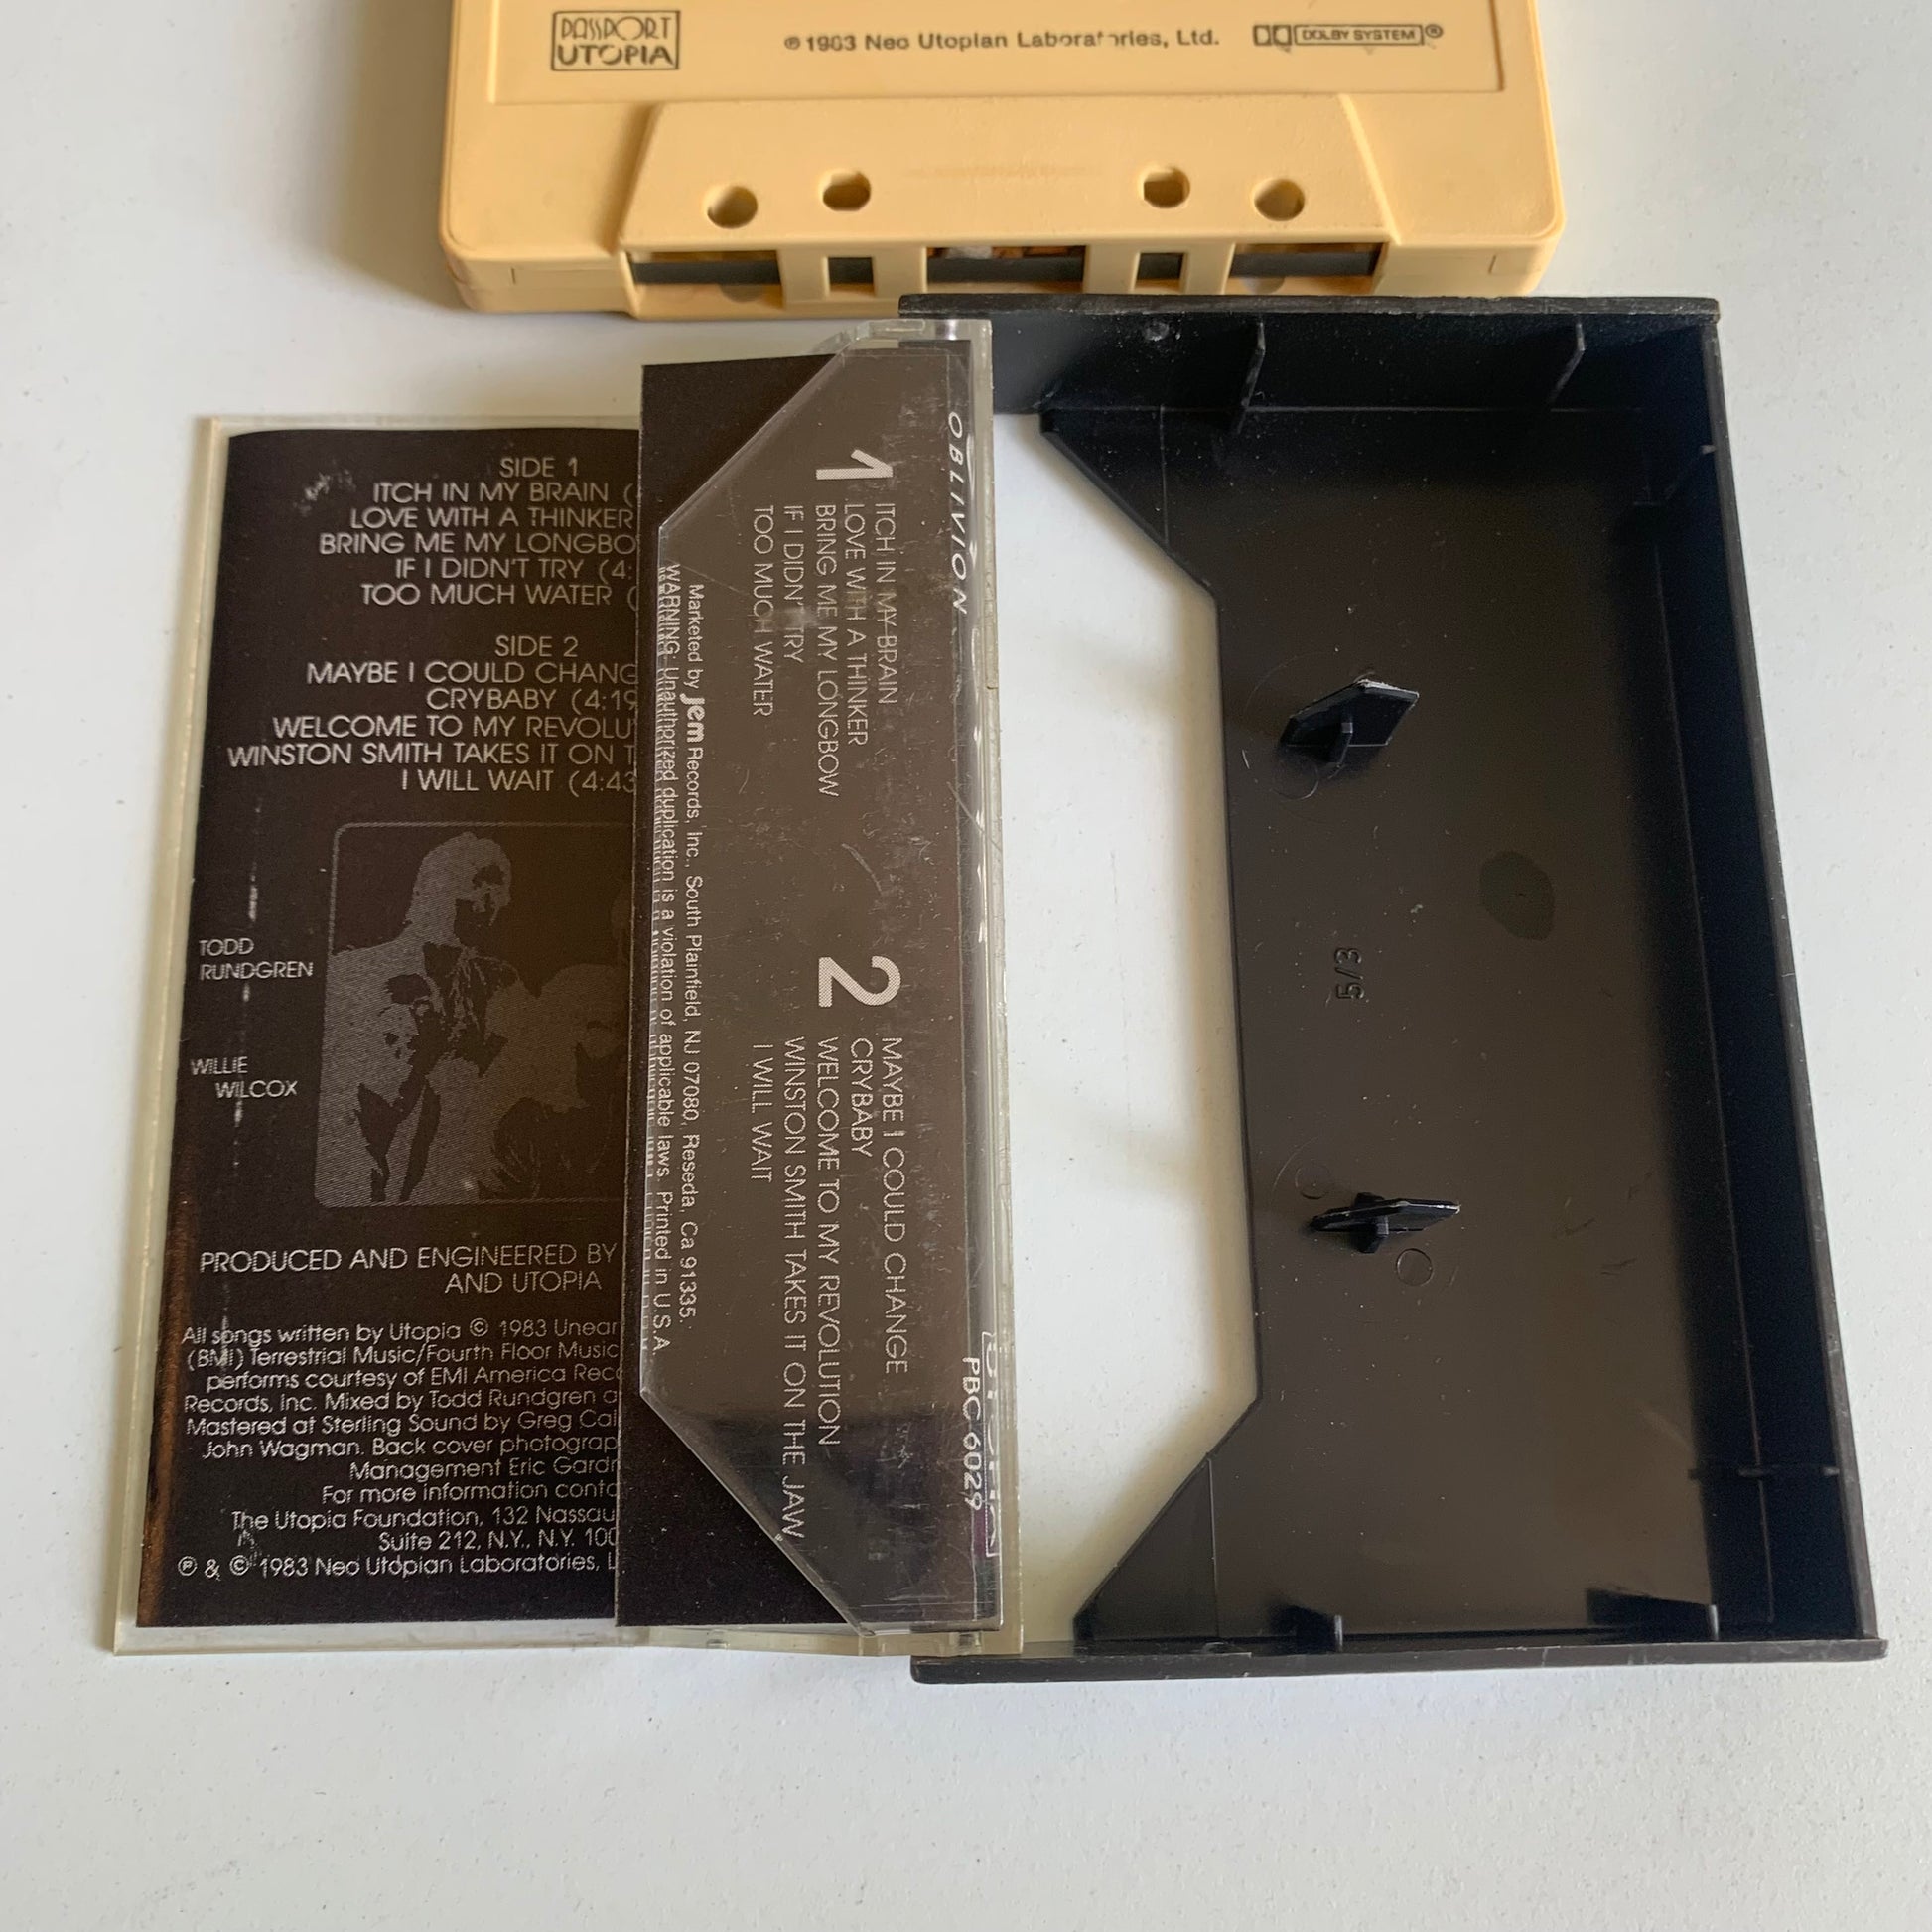 PASSPORT
UTOPIA
℗1983 Neo Utopian Laboratories, Ltd.
DOLBY SYSTEM®
SIDE 1
ITCH IN MY BRAIN (
LOVE WITH A THINKER
BRING ME MY LONGBO
IF I DIDN'T TRY (4:
TOO MUCH WATER (
SIDE 2
MAYBE I COULD CHANG
CRYBABY (4:19
WELCOME TO MY REVOLU
WINSTON SMITH TAKES IT ON T
I WILL WAIT (4:43
TODD
RUNDGREN
WILLIE
WILCOX
PRODUCED AND ENGINEERED BY
AND UTOPIA
All songs written by Utopia © 1983 Unear
(BMI) Terrestrial Music/Fourth Floor Music
performs courtesy of EMI America Rec
Records, Inc. Mixed by Todd Rundgren a
Mastered at Sterling Sound by Greg Cal
John Wagman. Back cover photograp
Management Eric Gardn
For more information conta
The Utopia Foundation, 132 Nassau
Suite 212, N.Y., N.Y. 100
℗ & © 1983 Neo Utopian Laboratories, L
OBLIVION
PBC-6029
1
ITCH IN MY BRAIN
LOVE WITH A THINKER
BRING ME MY LONGBOW
IF I DIDN'T TRY
TOO MUCH WATER
2
MAYBE I COULD CHANGE
CRYBABY
WELCOME TO MY REVOLUTION
WINSTON SMITH TAKES IT ON THE JAW
I WILL WAIT
Marketed by Jem Records, Inc., South Plainfield, NJ 07080, Reseda, Ca 91335.
WARNING: Unauthorized duplication is a violation of applicable laws. Printed in U.S.A
5/3